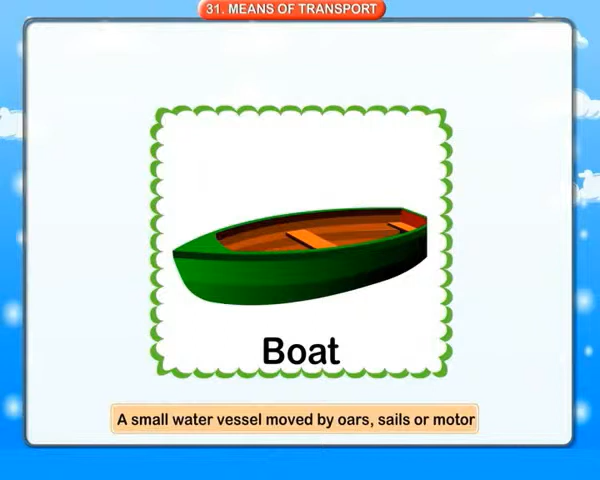 31. MEANS OF TRANSPORT
Boat
A small water vessel moved by oars, sails or motor